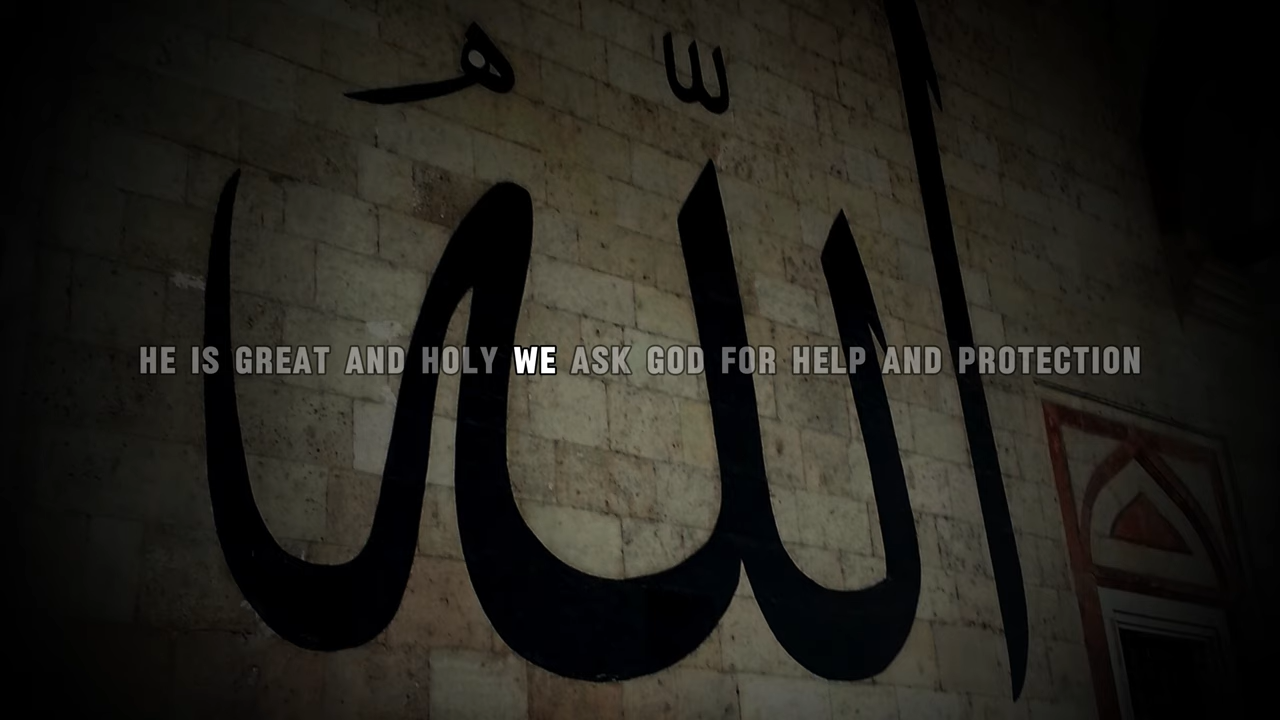 الله
HE IS GREAT AND HOLY WE ASK GOD FOR HELP AND PROTECTION